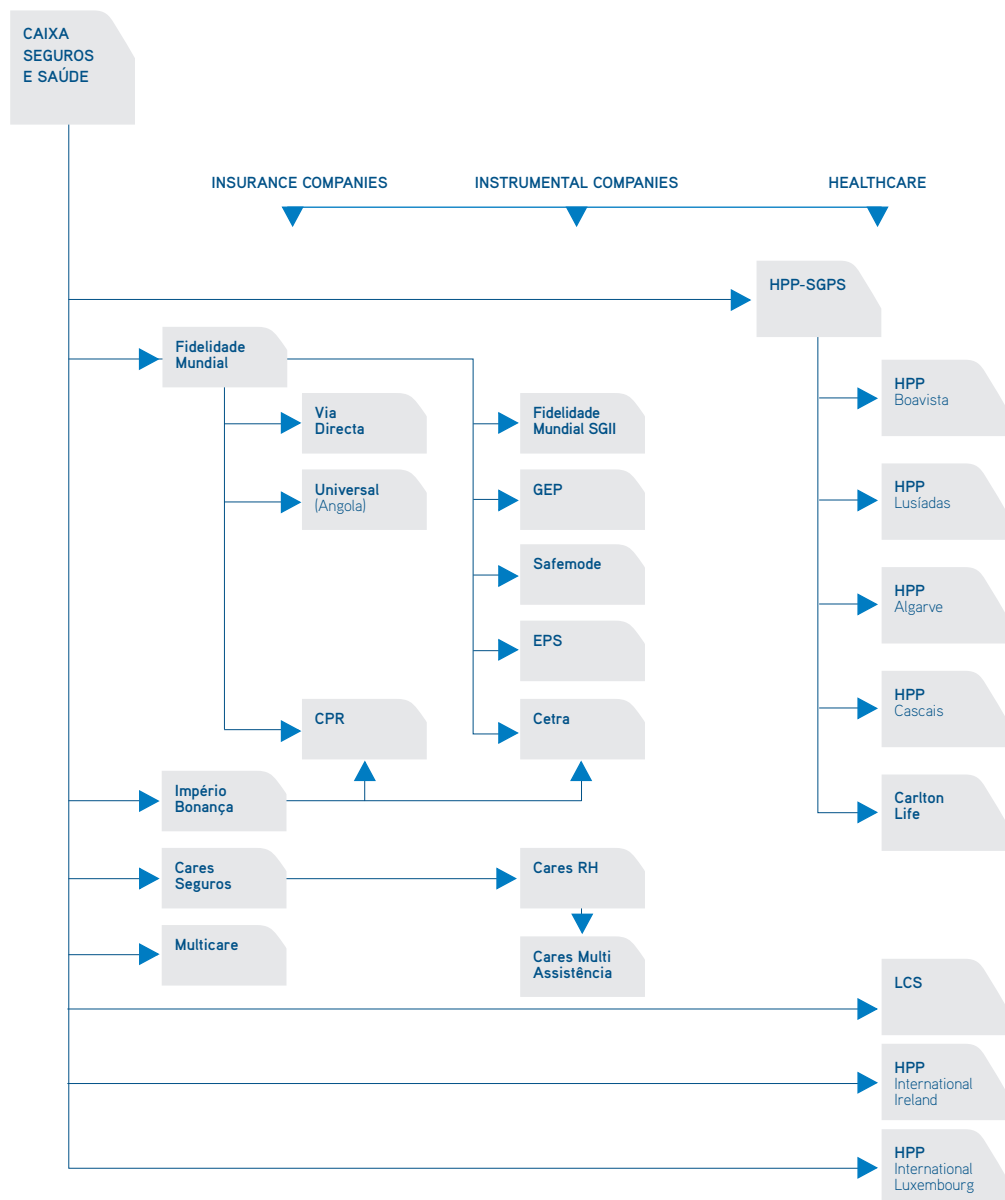 CAIXA
SEGUROS
E SAÚDE
INSURANCE COMPANIES
INSTRUMENTAL COMPANIES
HEALTHCARE
HPP-SGPS
Fidelidade
Mundial
HPP
Boavista
Via
Directa
Fidelidade
Mundial SGII
Universal
(Angola)
GEP
HPP
Lusíadas
Safemode
HPP
Algarve
EPS
CPR
Cetra
HPP
Cascais
Império
Bonança
Carlton
Life
Cares
Seguros
Cares RH
Multicare
Cares Multi
Assistência
LCS
HPP
International
Ireland
HPP
International
Luxembourg